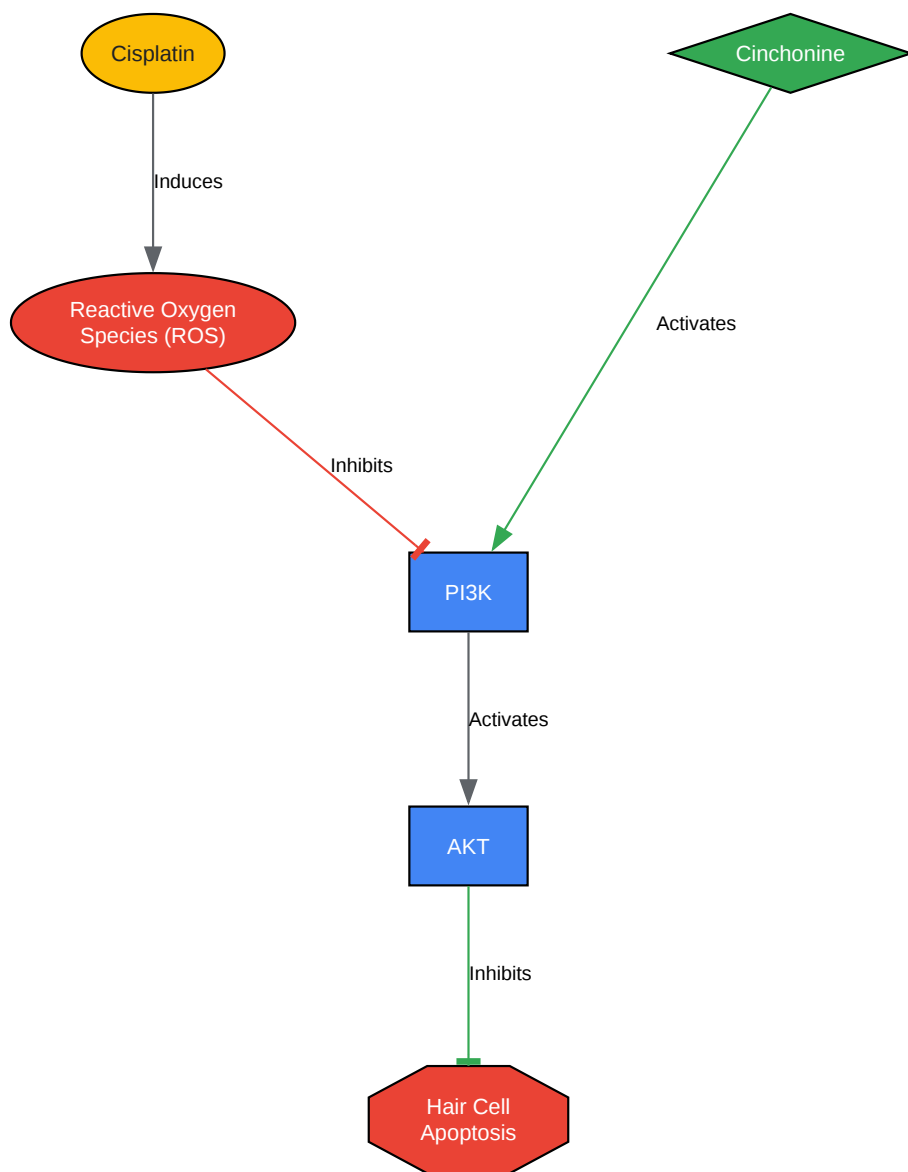 Cisplatin
Cinchonine
Induces
Reactive Oxygen
Species (ROS)
Activates
Inhibits
PI3K
Activates
AKT
Inhibits
Hair Cell
Apoptosis